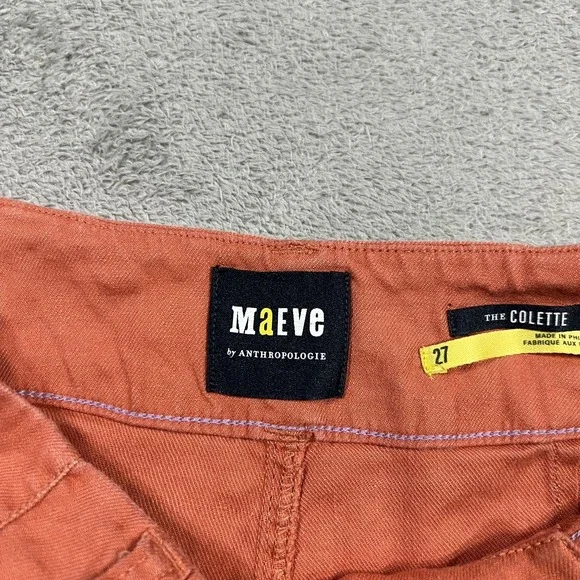 MaEVe
by ANTHROPOLOGIE
THE COLETTE
27
MADE IN
FABRIQUE AUX